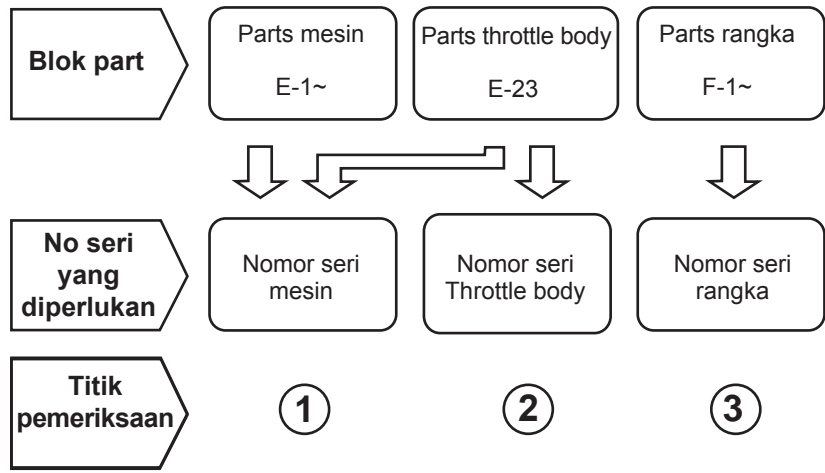 Blok part
Parts mesin
E-1~
Parts throttle body
E-23
Parts rangka
F-1~
No seri
yang
diperlukan
Nomor seri
mesin
Nomor seri
Throttle body
Nomor seri
rangka
Titik
pemeriksaan
1
2
3